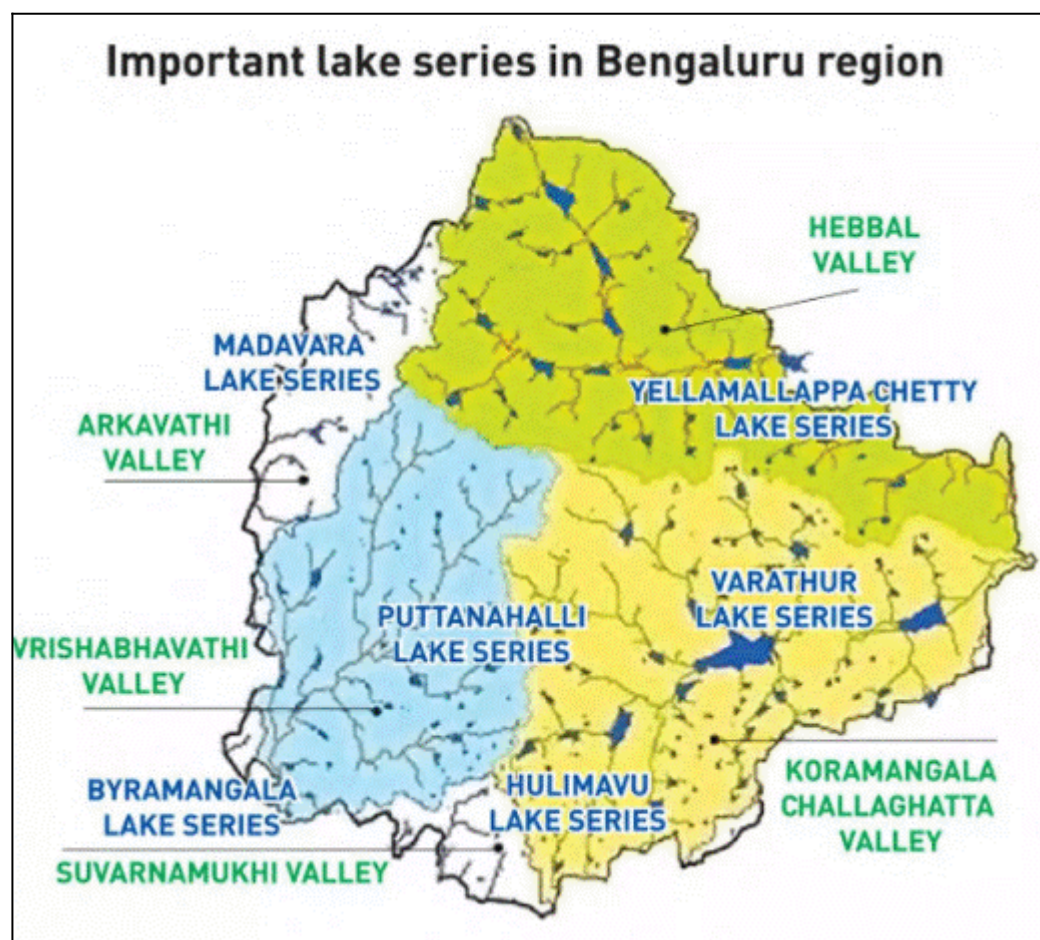 Important lake series in Bengaluru region
HEBBAL
VALLEY
MADAVARA
LAKE SERIES
YELLAMALLAPPA CHETTY
LAKE SERIES
ARKAVATHI
VALLEY
VARATHUR
LAKE SERIES
PUTTANAHALLI
LAKE SERIES
VRISHABHAVATHI
VALLEY
KORAMANGALA
CHALLAGHATTA
VALLEY
BYRAMANGALA
LAKE SERIES
HULIMAVU
LAKE SERIES
SUVARNAMUKHI VALLEY